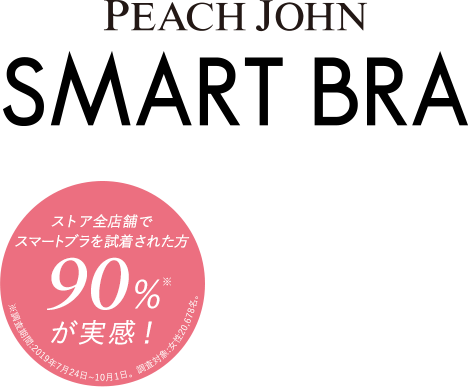 PEACH JOHN
SMART BRA
ストア全店舗で
スマートブラを試着された方
90%※
が実感！
※調査期間:2019年7月24日~10月1日。調査対象:女性20,678名。